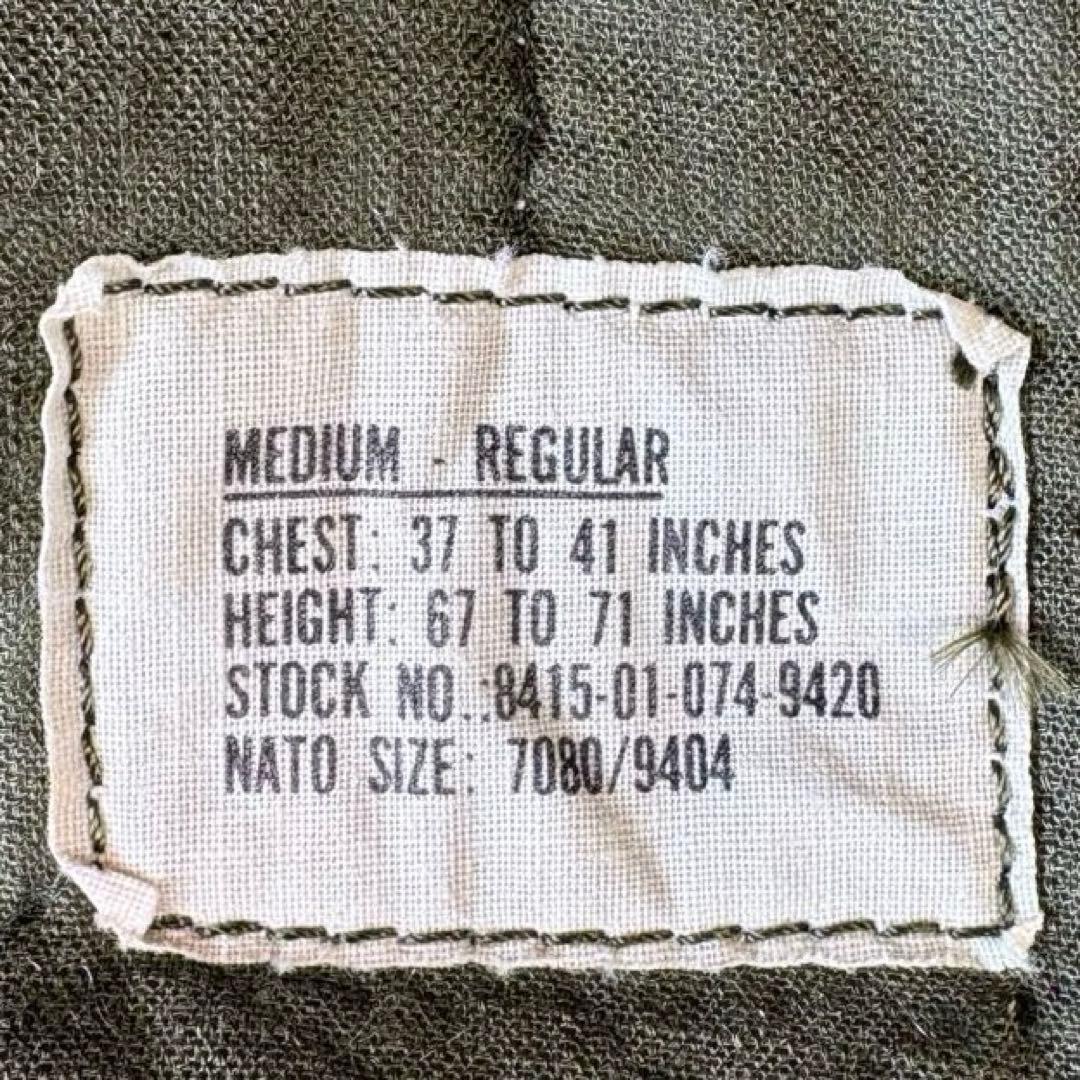 MEDIUM - REGULAR
CHEST: 37 TO 41 INCHES
HEIGHT: 67 TO 71 INCHES
STOCK NO.:8415-01-074-9420
NATO SIZE: 7080/9404